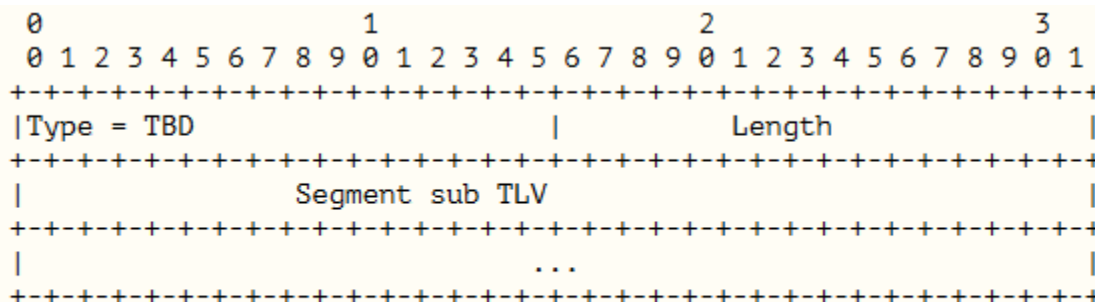 0                   1                   2                   3
 0 1 2 3 4 5 6 7 8 9 0 1 2 3 4 5 6 7 8 9 0 1 2 3 4 5 6 7 8 9 0 1
+-+-+-+-+-+-+-+-+-+-+-+-+-+-+-+-+-+-+-+-+-+-+-+-+-+-+-+-+-+-+-+-+
|Type = TBD                     |          Length               |
+-+-+-+-+-+-+-+-+-+-+-+-+-+-+-+-+-+-+-+-+-+-+-+-+-+-+-+-+-+-+-+-+
|                Segment sub TLV                                |
+-+-+-+-+-+-+-+-+-+-+-+-+-+-+-+-+-+-+-+-+-+-+-+-+-+-+-+-+-+-+-+-+
|                              ...                              |
+-+-+-+-+-+-+-+-+-+-+-+-+-+-+-+-+-+-+-+-+-+-+-+-+-+-+-+-+-+-+-+-+